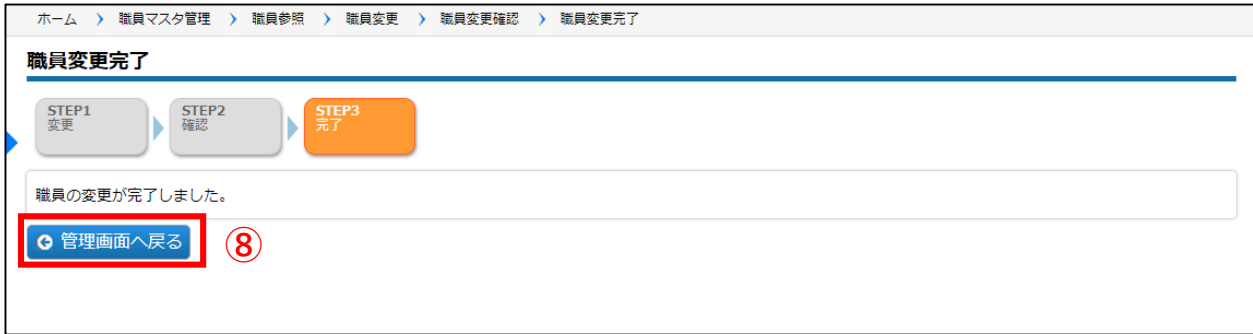 ホーム 〉 職員マスタ管理 〉 職員参照 〉 職員変更 〉 職員変更確認 〉 職員変更完了
職員変更完了
STEP1
変更
STEP2
確認
STEP3
完了
職員の変更が完了しました。
管理画面へ戻る
⑧